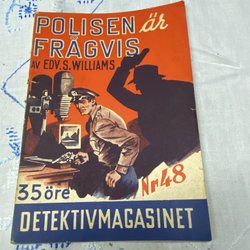 POLISEN är
FRÅGVIS
AV EDV. S. WILLIAMS
35 öre
Nr 48
DETEKTIVMAGASINET